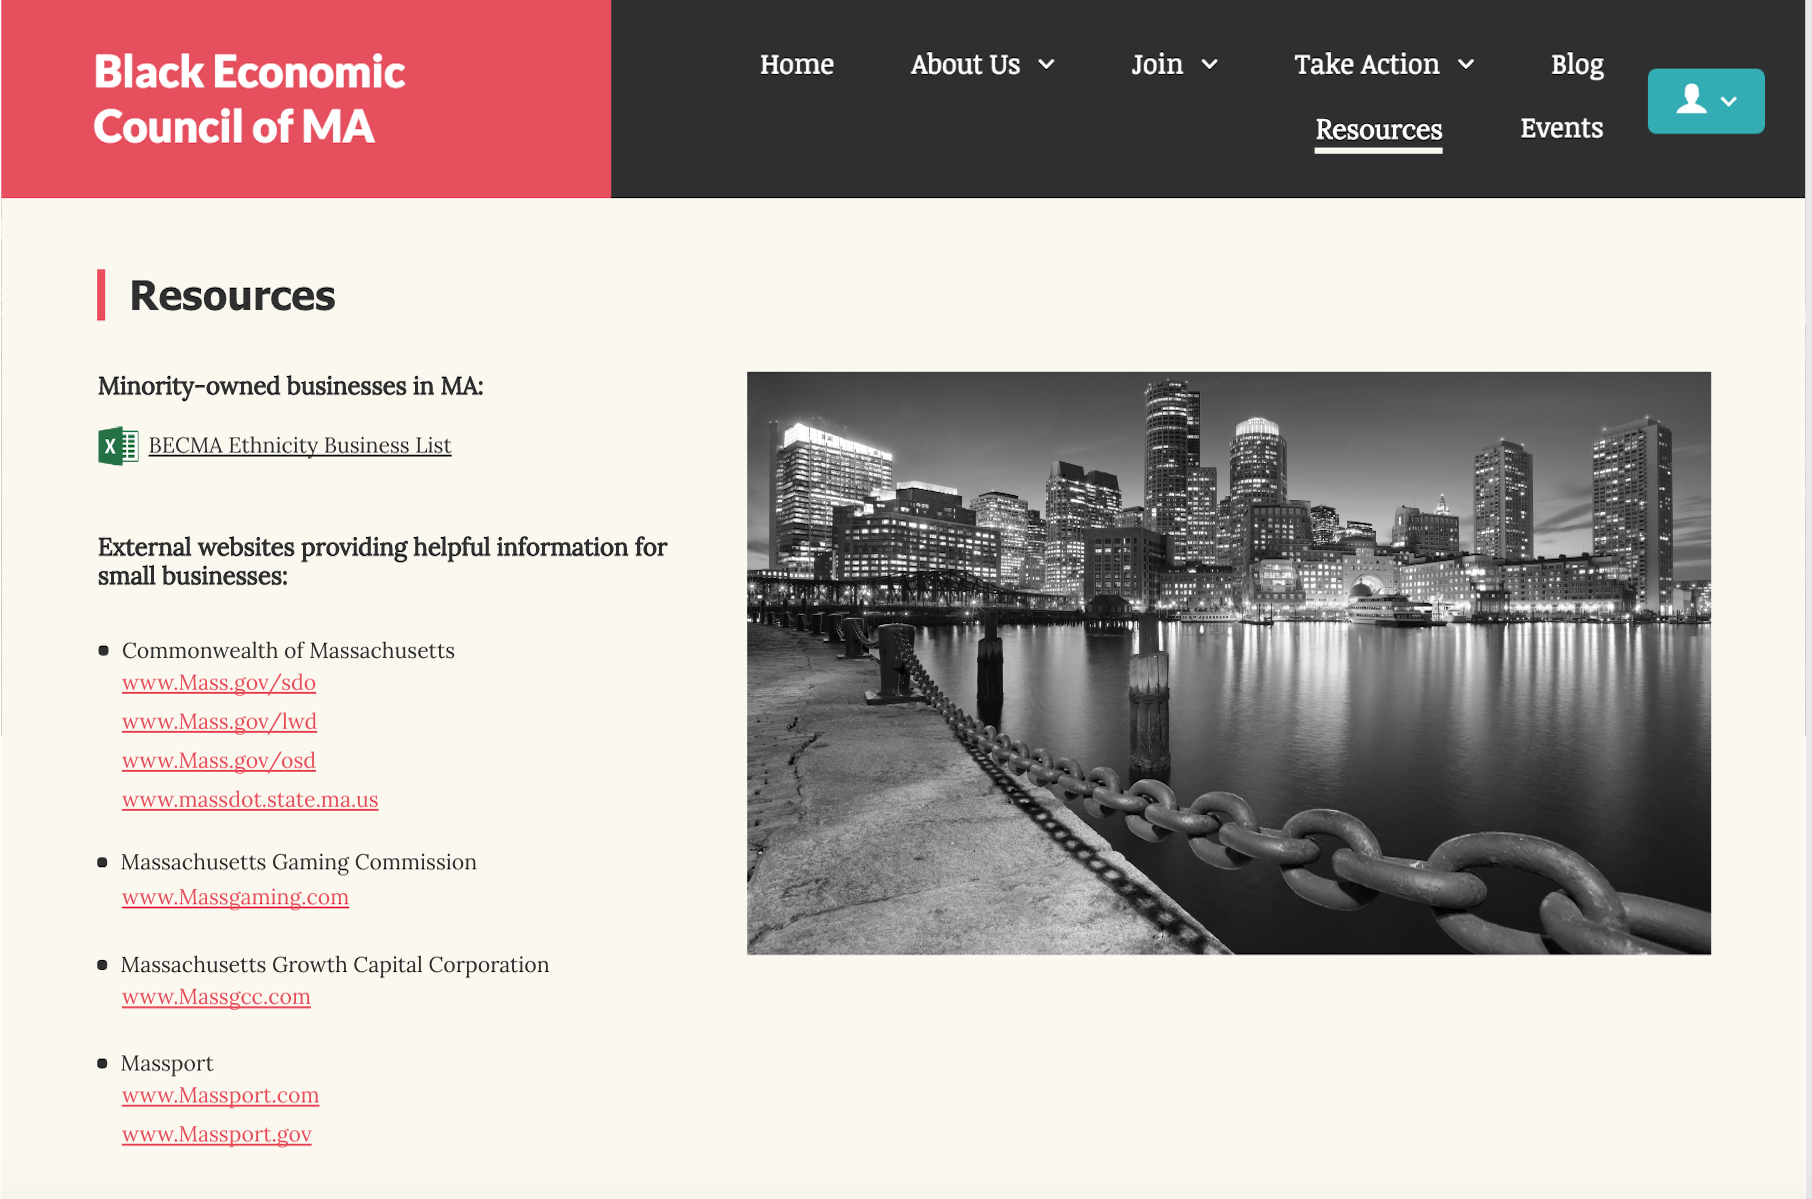 Black Economic
Council of MA
Home
About Us
Join
Take Action
Blog
Resources
Events
Resources
Minority-owned businesses in MA:
X
BECMA Ethnicity Business List
External websites providing helpful information for
small businesses:
Commonwealth of Massachusetts
www.Mass.gov/sdo
www.Mass.gov/lwd
www.Mass.gov/osd
www.massdot.state.ma.us
Massachusetts Gaming Commission
www.Massgaming.com
Massachusetts Growth Capital Corporation
www.Massgcc.com
Massport
www.Massport.com
www.Massport.gov